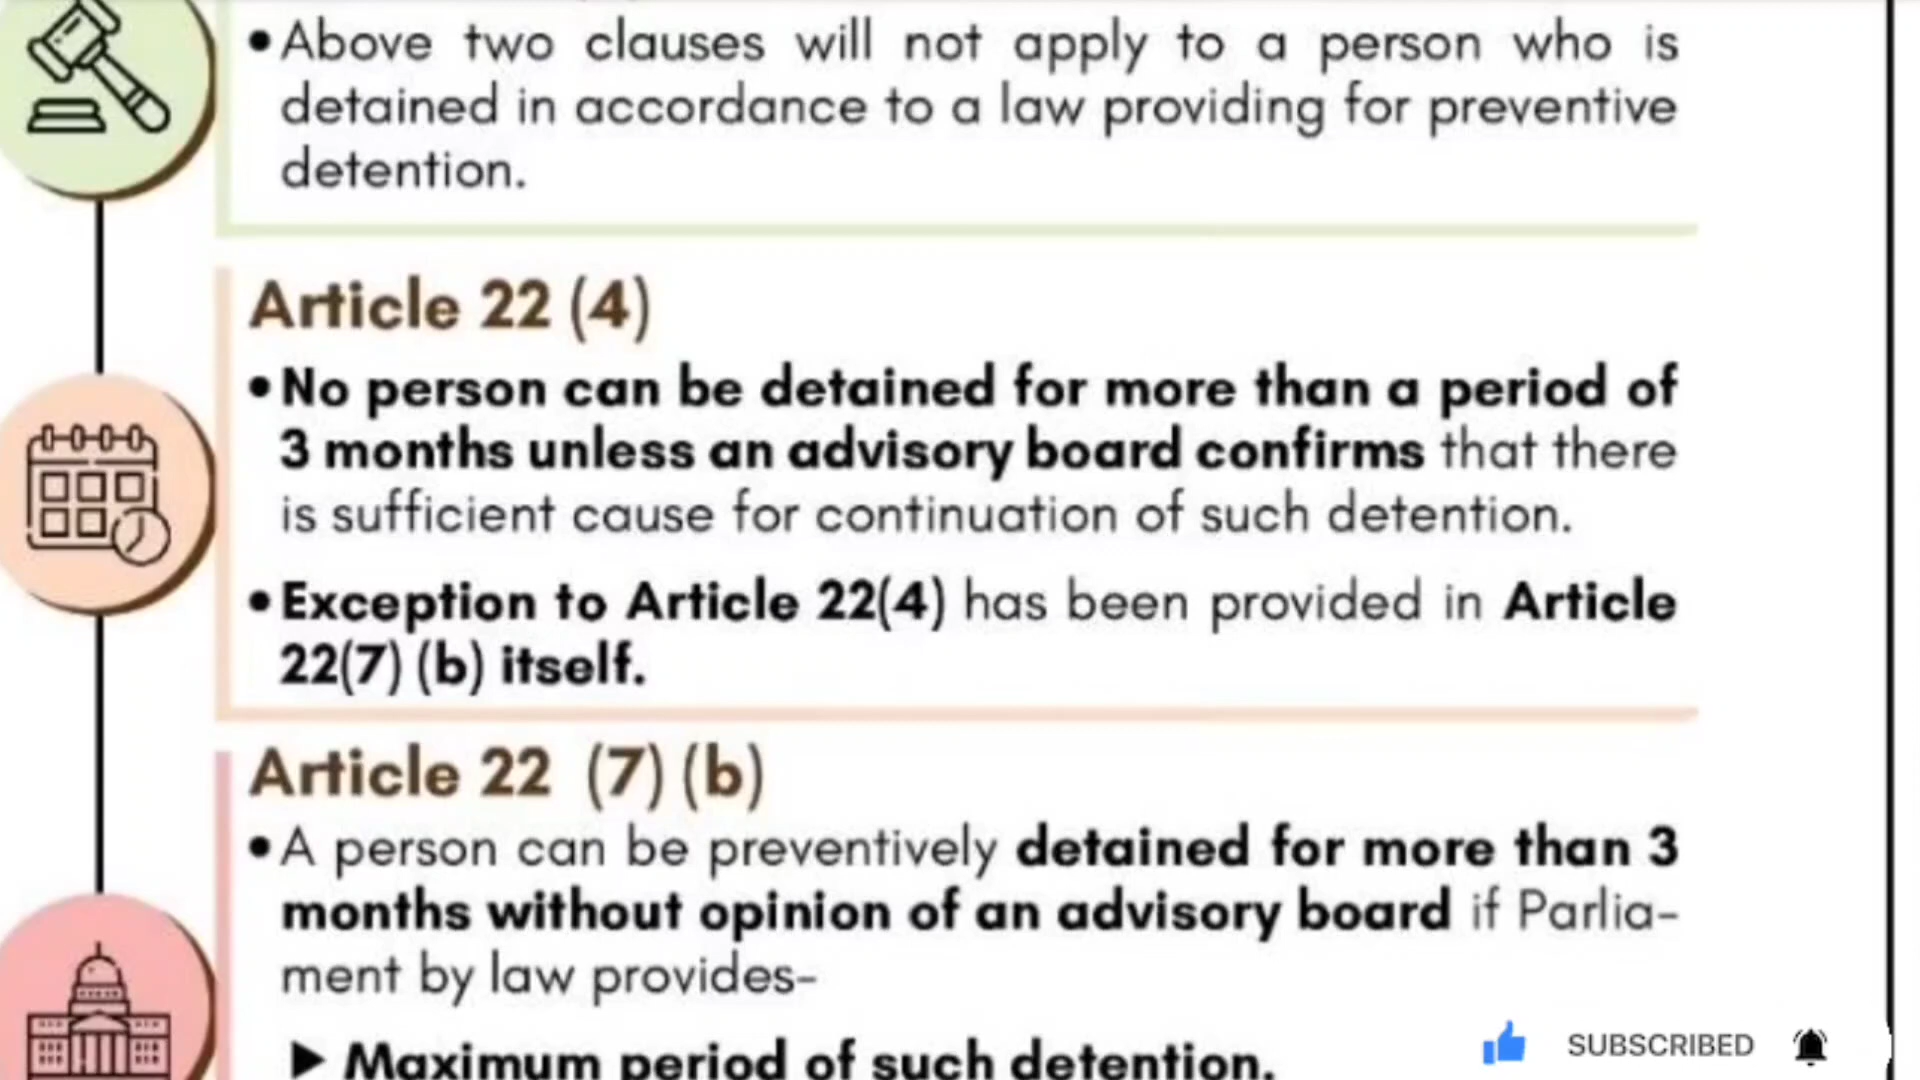 •Above two clauses will not apply to a person who is
detained in accordance to a law providing for preventive
detention.
Article 22 (4)
•No person can be detained for more than a period of
3 months unless an advisory board confirms that there
is sufficient cause for continuation of such detention.
•Exception to Article 22(4) has been provided in Article
22(7) (b) itself.
Article 22 (7) (b)
•A person can be preventively detained for more than 3
months without opinion of an advisory board if Parlia-
ment by law provides-
▶ Maximum period of such detention.
SUBSCRIBED